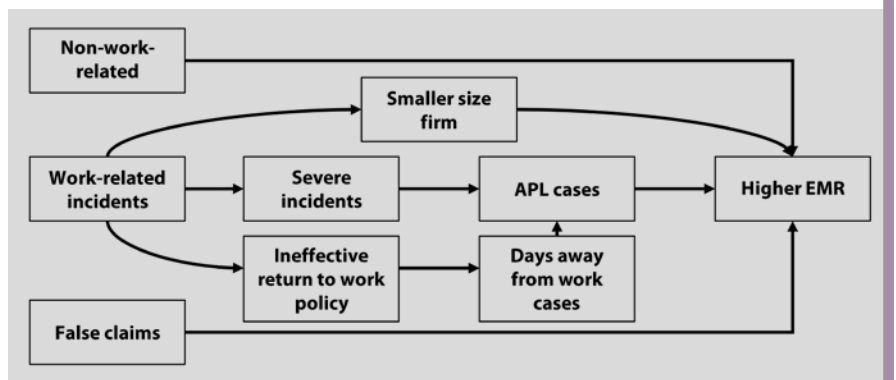 Non-work-
related
Smaller size
firm
Work-related
incidents
Severe
incidents
APL cases
Higher EMR
Ineffective
return to work
policy
Days away
from work
cases
False claims